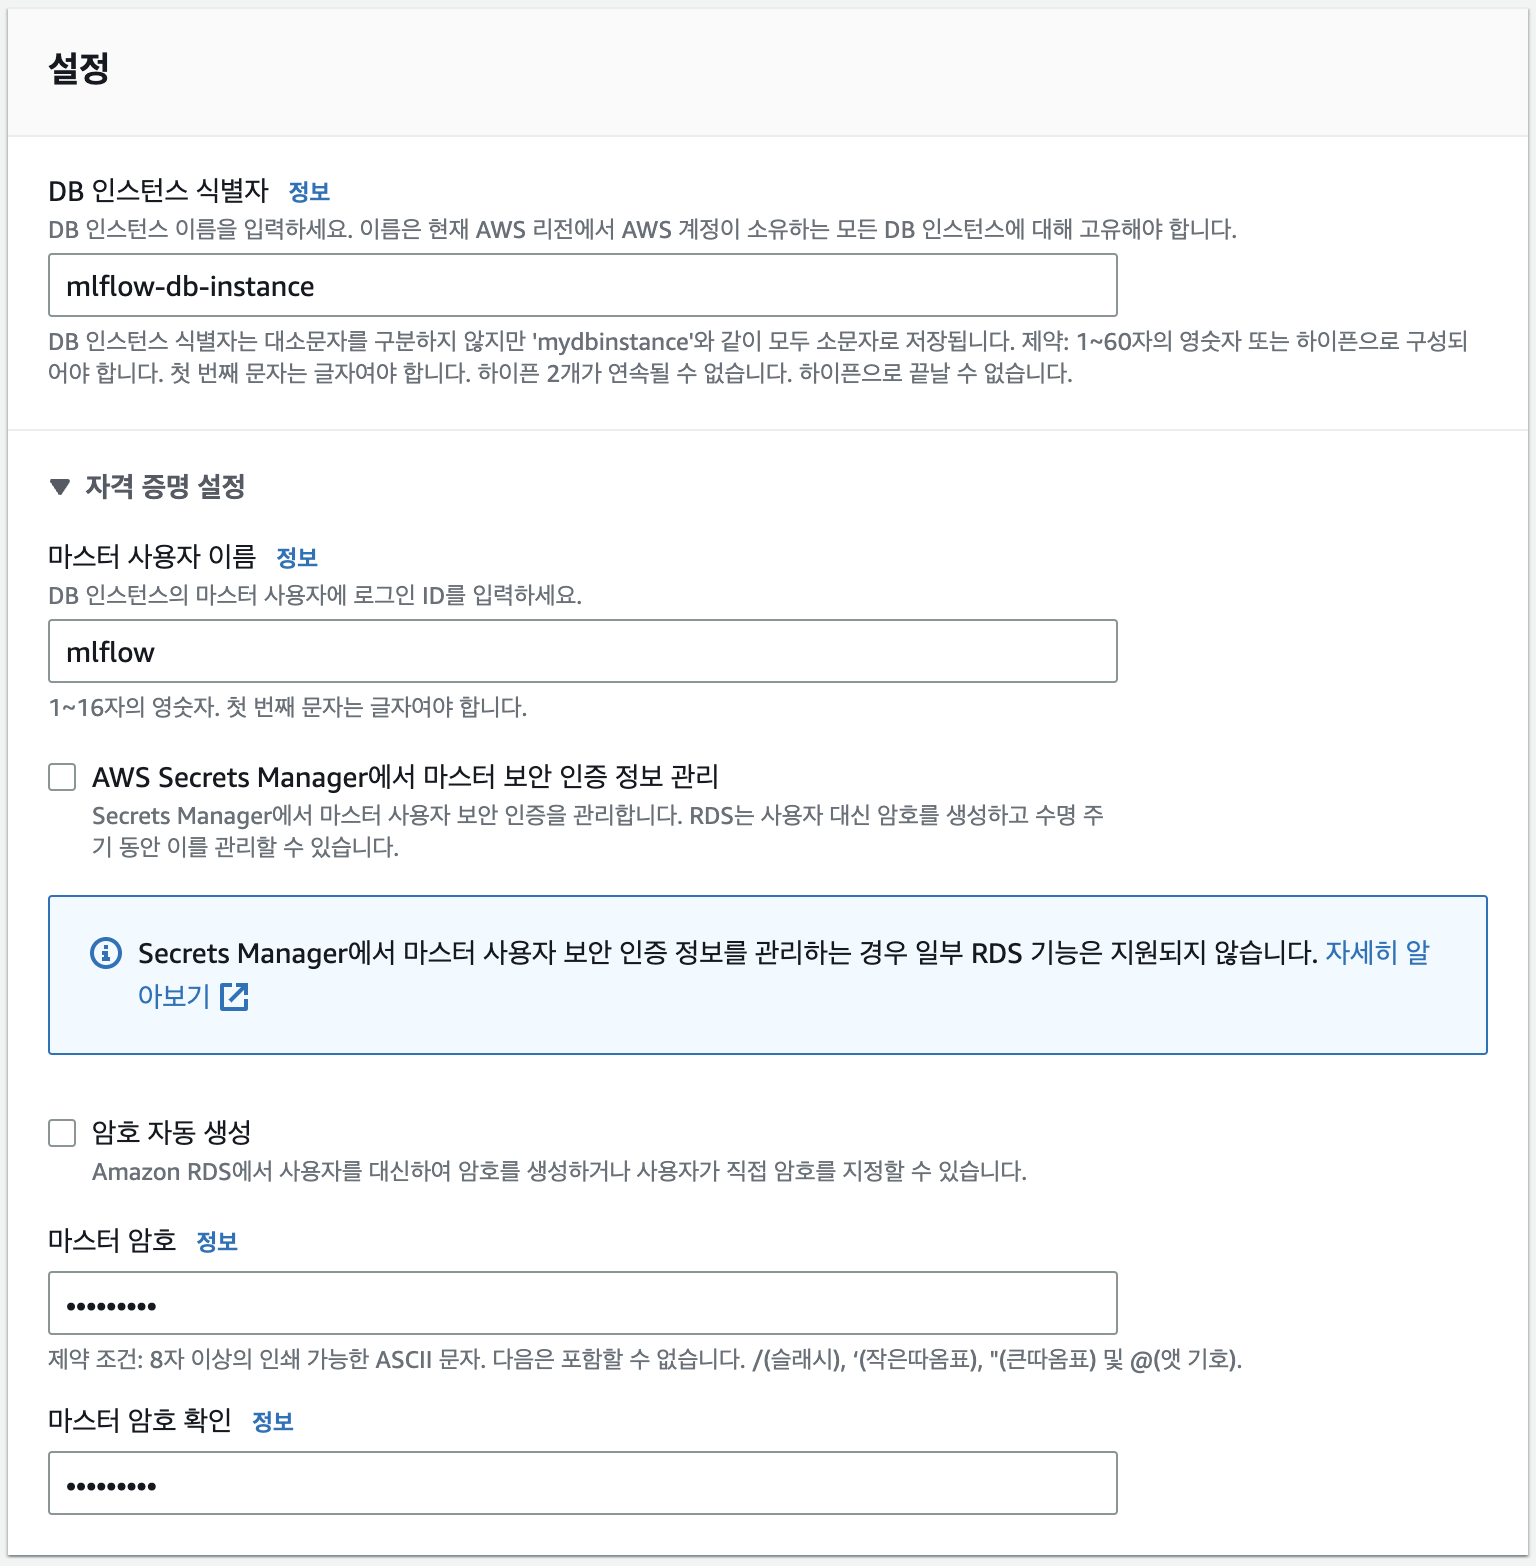 설정
DB 인스턴스 식별자 정보
DB 인스턴스 이름을 입력하세요. 이름은 현재 AWS 리전에서 AWS 계정이 소유하는 모든 DB 인스턴스에 대해 고유해야 합니다.
mlflow-db-instance
DB 인스턴스 식별자는 대소문자를 구분하지 않지만 'mydbinstance'와 같이 모두 소문자로 저장됩니다. 제약: 1~60자의 영숫자 또는 하이픈으로 구성되
어야 합니다. 첫 번째 문자는 글자여야 합니다. 하이픈 2개가 연속될 수 없습니다. 하이픈으로 끝날 수 없습니다.
▼ 자격 증명 설정
마스터 사용자 이름 정보
DB 인스턴스의 마스터 사용자에 로그인 ID를 입력하세요.
mlflow
1~16자의 영숫자. 첫 번째 문자는 글자여야 합니다.
AWS Secrets Manager에서 마스터 보안 인증 정보 관리
Secrets Manager에서 마스터 사용자 보안 인증을 관리합니다. RDS는 사용자 대신 암호를 생성하고 수명 주
기 동안 이를 관리할 수 있습니다.
Secrets Manager에서 마스터 사용자 보안 인증 정보를 관리하는 경우 일부 RDS 기능은 지원되지 않습니다. 자세히 알
아보기
암호 자동 생성
Amazon RDS에서 사용자를 대신하여 암호를 생성하거나 사용자가 직접 암호를 지정할 수 있습니다.
마스터 암호 정보
•••••••••
제약 조건: 8자 이상의 인쇄 가능한 ASCII 문자. 다음은 포함할 수 없습니다. /(슬래시), ‘(작은따옴표), "(큰따옴표) 및 @(앳 기호).
마스터 암호 확인 정보
•••••••••